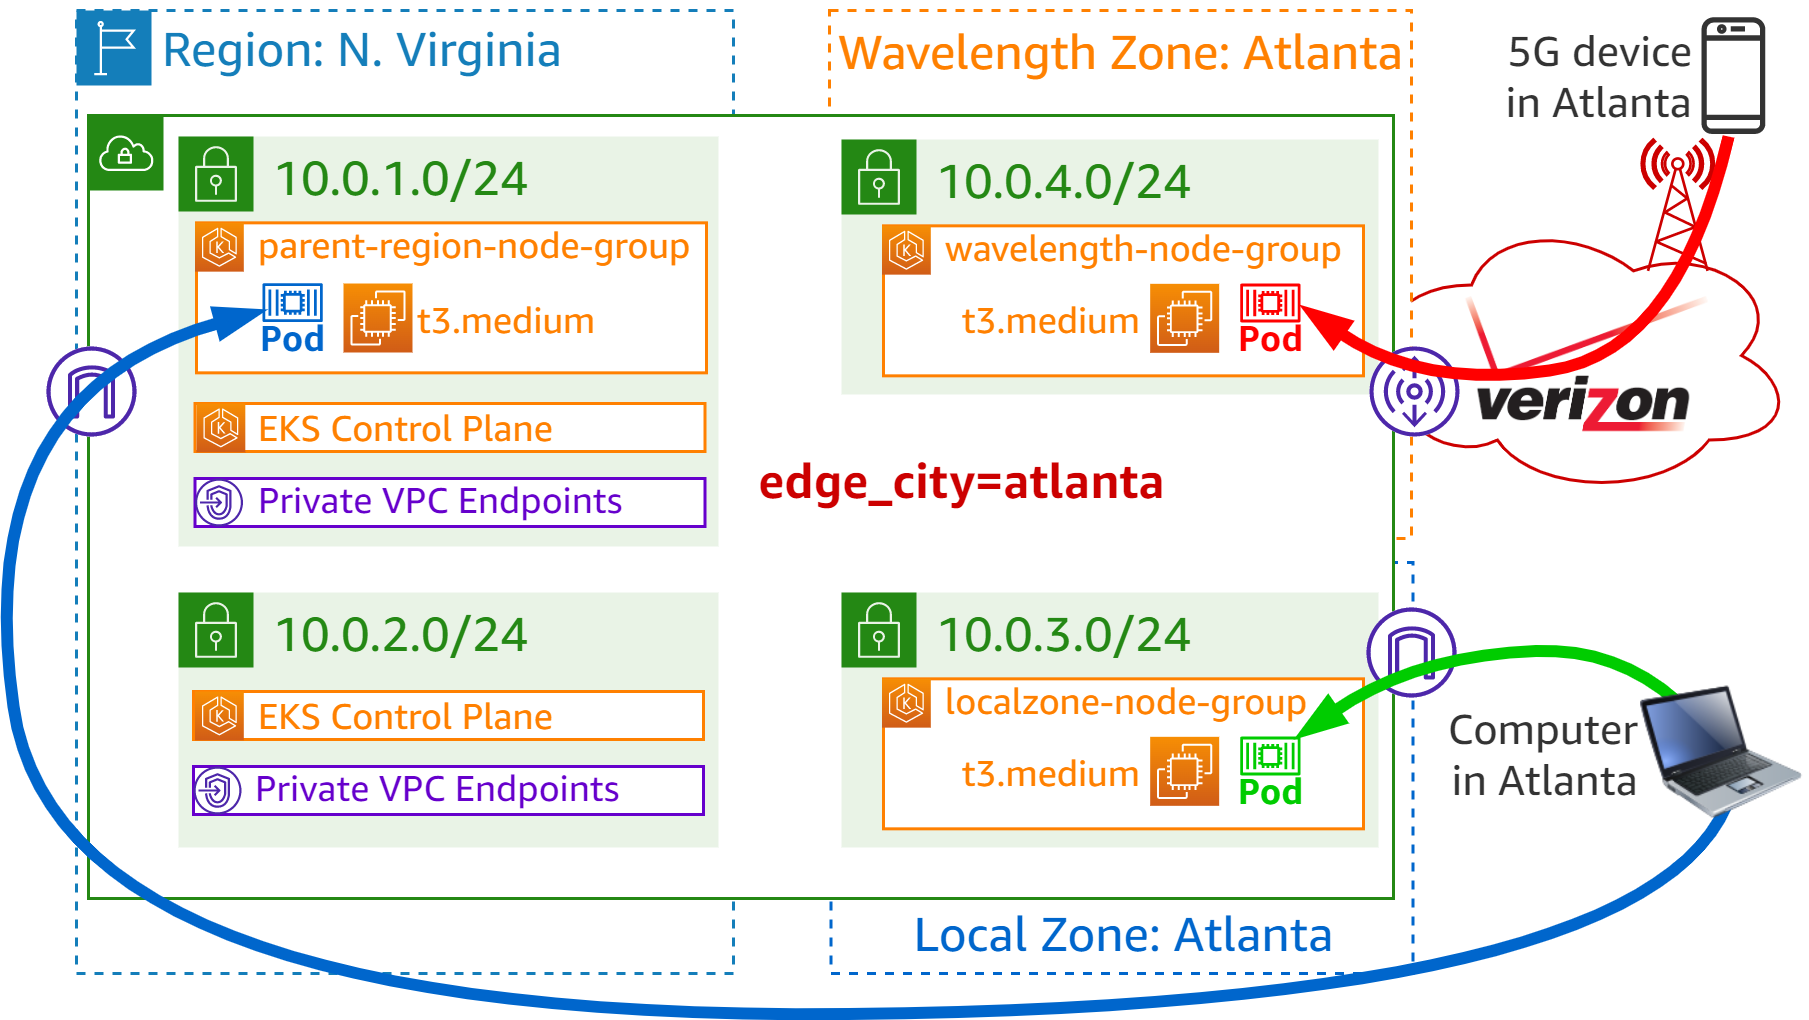 Region: N. Virginia
Wavelength Zone: Atlanta
5G device
in Atlanta
10.0.1.0/24
parent-region-node-group
Pod
t3.medium
EKS Control Plane
Private VPC Endpoints
10.0.4.0/24
wavelength-node-group
t3.medium
Pod
verizon
edge_city=atlanta
10.0.2.0/24
EKS Control Plane
Private VPC Endpoints
10.0.3.0/24
localzone-node-group
t3.medium
Pod
Computer
in Atlanta
Local Zone: Atlanta